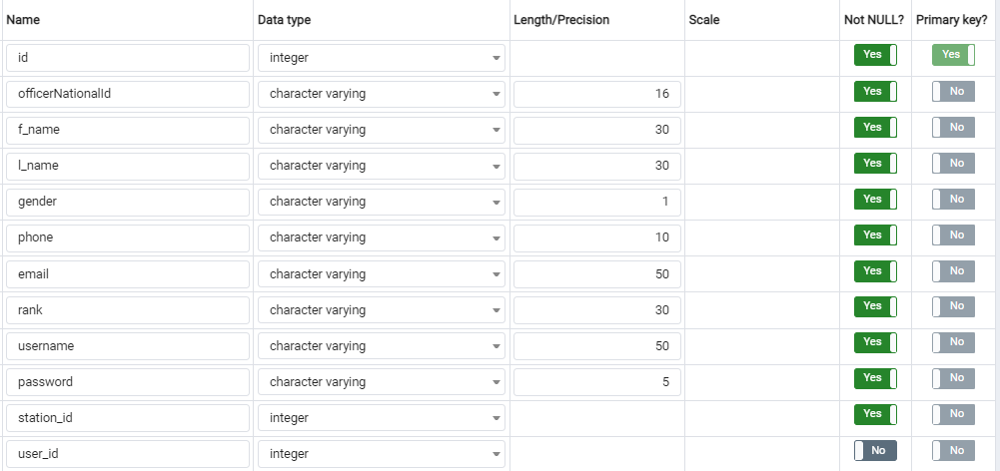 Name Data type Length/Precision Scale Not NULL? Primary key?
id integer Yes Yes
officerNationalId character varying 16 Yes No
f_name character varying 30 Yes No
l_name character varying 30 Yes No
gender character varying 1 Yes No
phone character varying 10 Yes No
email character varying 50 Yes No
rank character varying 30 Yes No
username character varying 50 Yes No
password character varying 5 Yes No
station_id integer Yes No
user_id integer No No